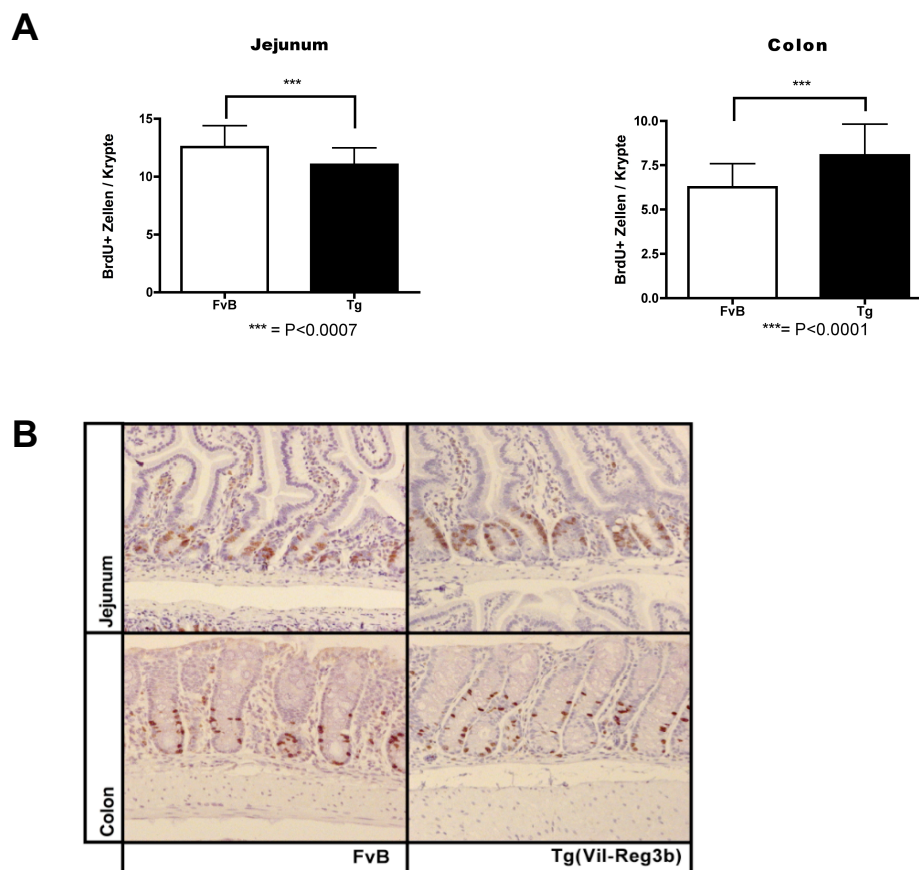 A
Jejunum
***
15
10
5
0
BrdU+ Zellen / Krypte
FvB
Tg
*** = P<0.0007
Colon
***
10.0
7.5
5.0
2.5
0.0
BrdU+ Zellen / Krypte
FvB
Tg
***= P<0.0001
B
Jejunum
Colon
FvB
Tg(Vil-Reg3b)